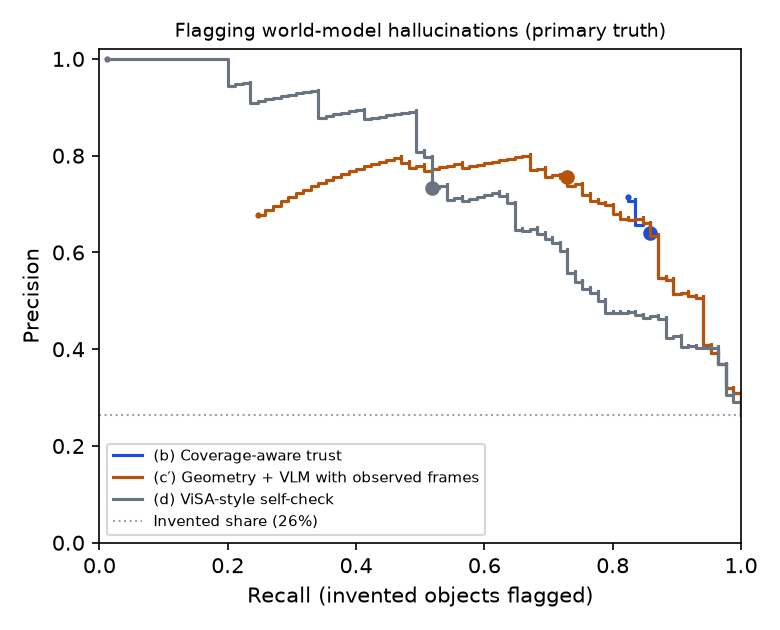 Flagging world-model hallucinations (primary truth)
1.0
0.8
0.6
0.4
0.2
0.0
Precision
(b) Coverage-aware trust
(c′) Geometry + VLM with observed frames
(d) ViSA-style self-check
Invented share (26%)
0.0 0.2 0.4 0.6 0.8 1.0
Recall (invented objects flagged)